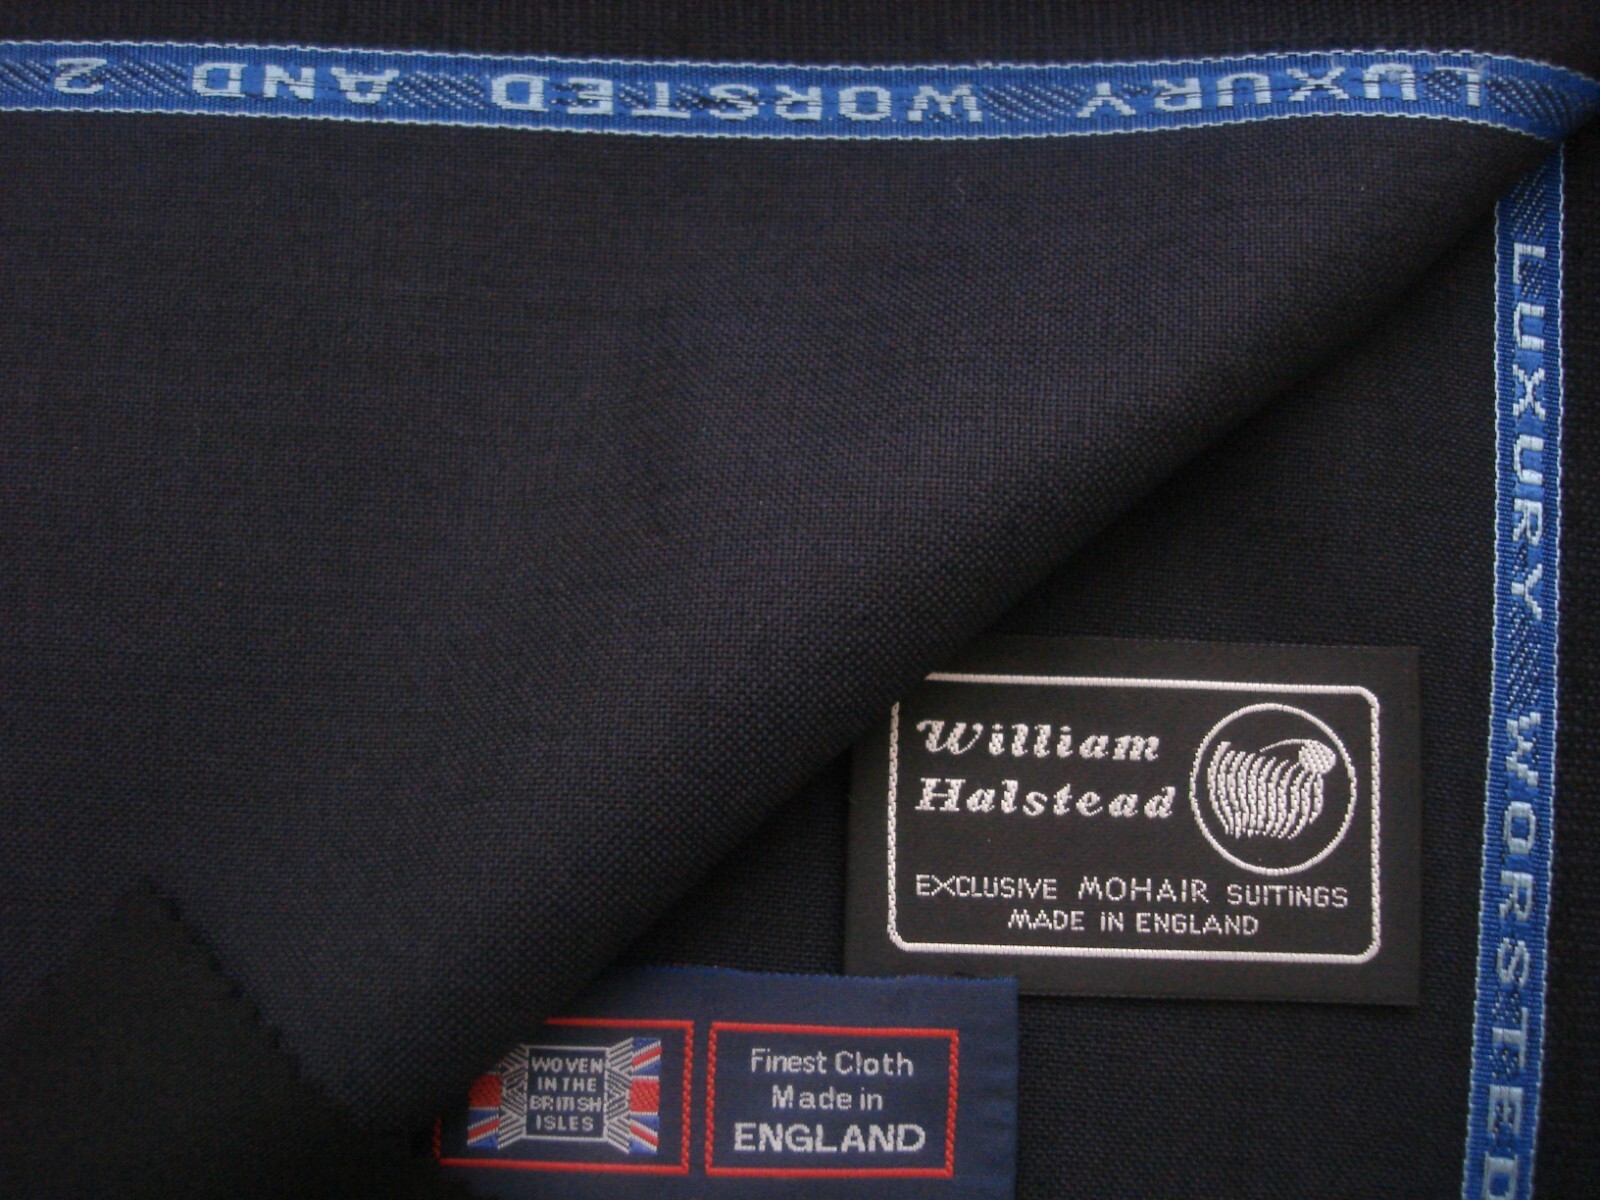 LUXURY WORSTED AND 2
LUXURY WORSTED
William
Halstead
EXCLUSIVE MOHAIR SUITINGS
MADE IN ENGLAND
WOVEN
IN THE
BRITISH
ISLES
Finest Cloth
Made in
ENGLAND